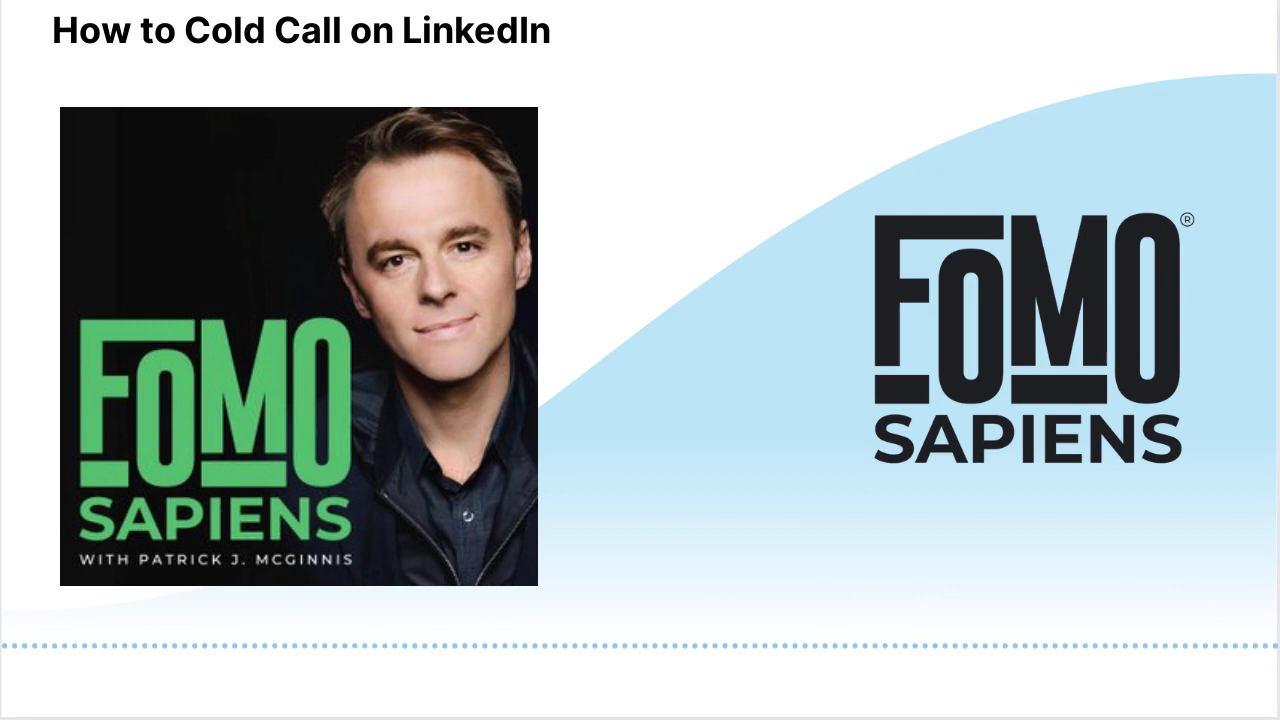 How to Cold Call on LinkedIn
FOMO
SAPIENS
WITH PATRICK J. MCGINNIS
FOMO®
SAPIENS